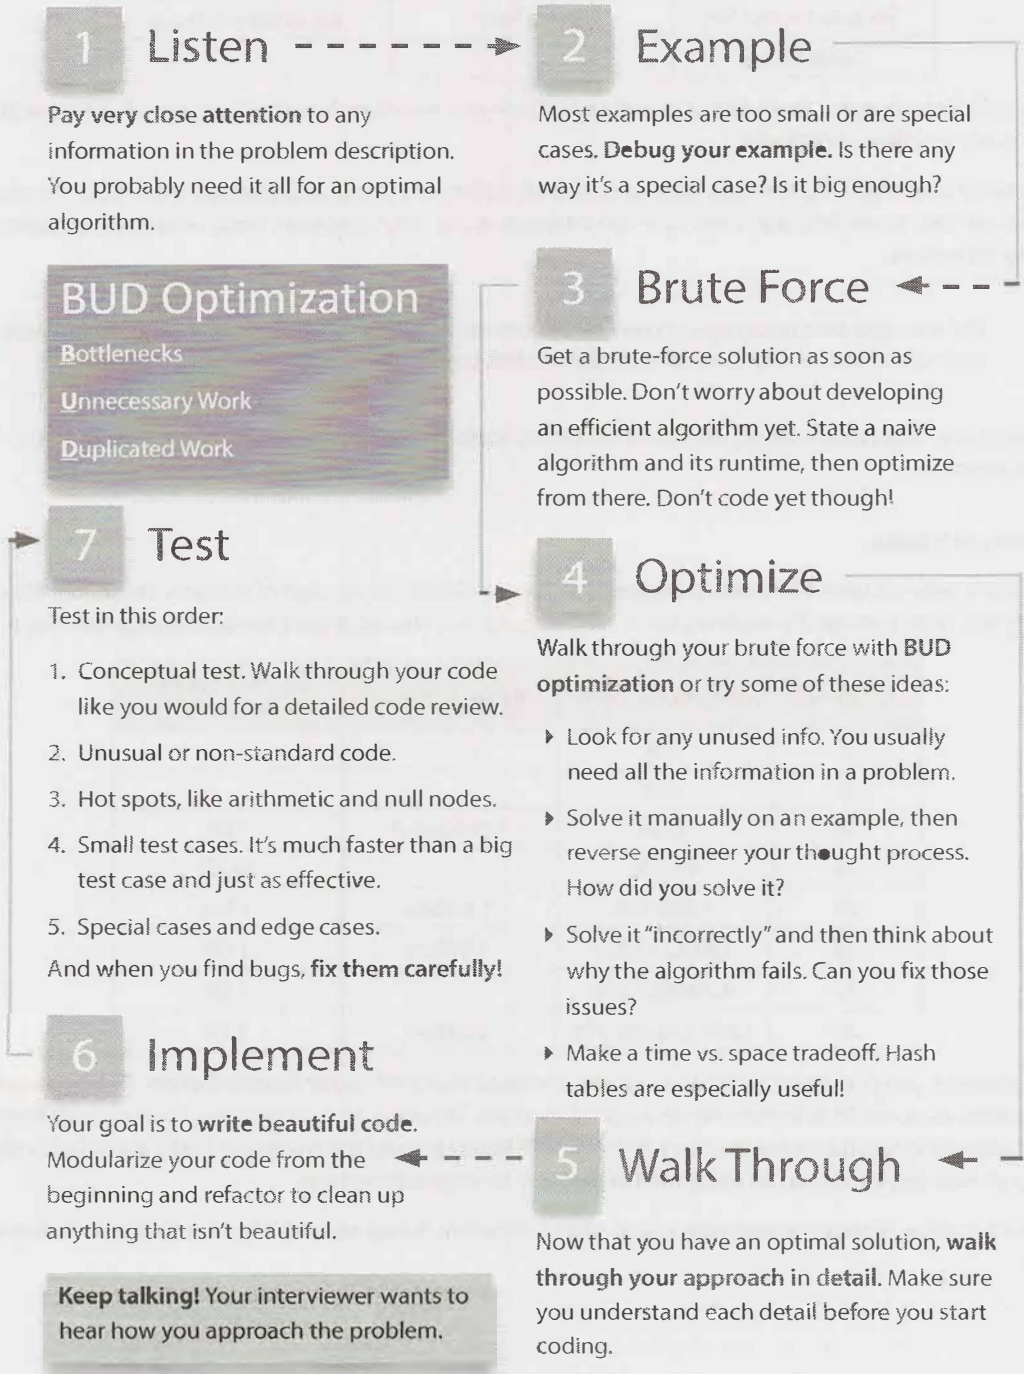 1 Listen
Pay very close attention to any
information in the problem description.
You probably need it all for an optimal
algorithm.
2 Example
Most examples are too small or are special
cases. Debug your example. Is there any
way it's a special case? Is it big enough?
BUD Optimization
Bottlenecks
Unnecessary Work
Duplicated Work
3 Brute Force
Get a brute-force solution as soon as
possible. Don't worry about developing
an efficient algorithm yet. State a naive
algorithm and its runtime, then optimize
from there. Don't code yet though!
4 Optimize
Walk through your brute force with BUD
optimization or try some of these ideas:
Look for any unused info. You usually
need all the information in a problem.
Solve it manually on an example, then
reverse engineer your thought process.
How did you solve it?
Solve it "incorrectly" and then think about
why the algorithm fails. Can you fix those
issues?
Make a time vs. space tradeoff. Hash
tables are especially useful!
5 Walk Through
Now that you have an optimal solution, walk
through your approach in detail. Make sure
you understand each detail before you start
coding.
6 Implement
Your goal is to write beautiful code.
Modularize your code from the
beginning and refactor to clean up
anything that isn't beautiful.
7 Test
Test in this order:
1. Conceptual test. Walk through your code
like you would for a detailed code review.
2. Unusual or non-standard code.
3. Hot spots, like arithmetic and null nodes.
4. Small test cases. It's much faster than a big
test case and just as effective.
5. Special cases and edge cases.
And when you find bugs, fix them carefully!
Keep talking! Your interviewer wants to
hear how you approach the problem.